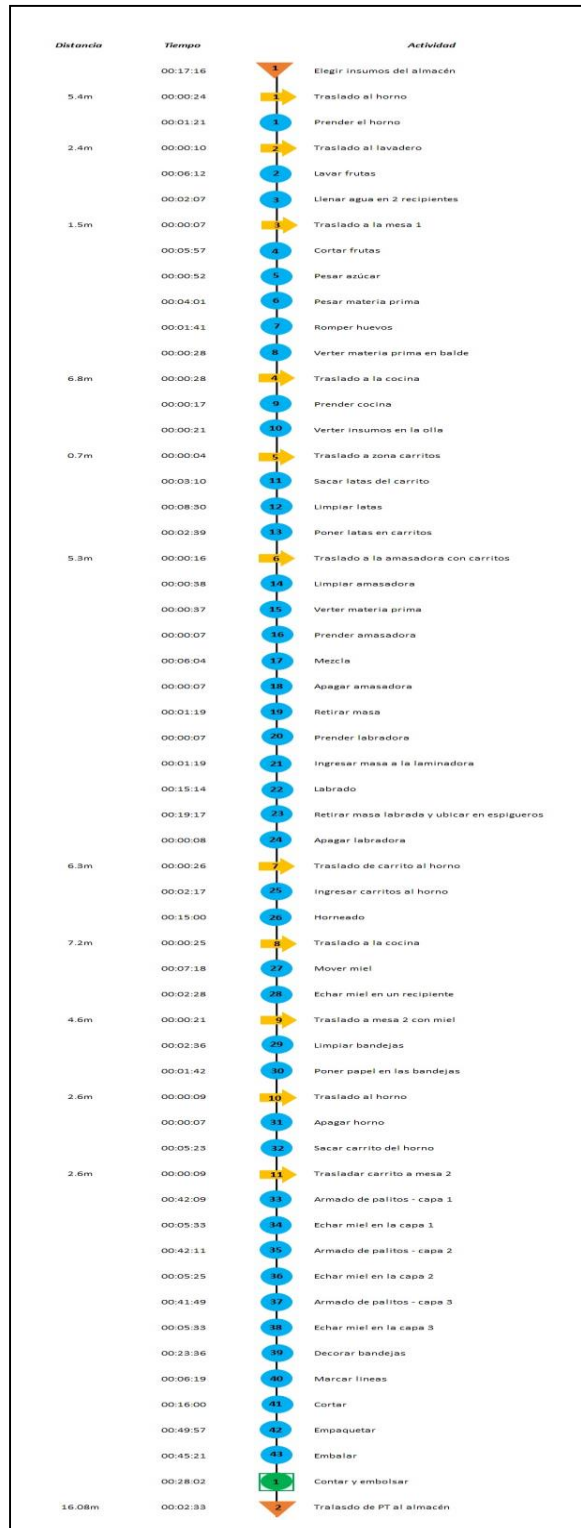 Distancia Tiempo Actividad
00:17:16 1 Elegir insumos del almacén
5.4m 00:00:24 1 Traslado al horno
00:01:21 1 Prender el horno
2.4m 00:00:10 2 Traslado al lavadero
00:06:12 2 Lavar frutas
00:02:07 3 Llenar agua en 2 recipientes
1.5m 00:00:07 3 Traslado a la mesa 1
00:05:57 4 Cortar frutas
00:00:52 5 Pesar azúcar
00:04:01 6 Pesar materia prima
00:01:41 7 Romper huevos
00:00:28 8 Verter materia prima en balde
6.8m 00:00:28 4 Traslado a la cocina
00:00:17 9 Prender cocina
00:00:21 10 Verter insumos en la olla
0.7m 00:00:04 5 Traslado a zona carritos
00:03:10 11 Sacar latas del carrito
00:08:30 12 Limpiar latas
00:02:39 13 Poner latas en carritos
5.3m 00:00:16 6 Traslado a la amasadora con carritos
00:00:38 14 Limpiar amasadora
00:00:37 15 Verter materia prima
00:00:07 16 Prender amasadora
00:06:04 17 Mezcla
00:00:07 18 Apagar amasadora
00:01:19 19 Retirar masa
00:00:07 20 Prender labradora
00:01:19 21 Ingresar masa a la laminadora
00:15:14 22 Labrado
00:19:17 23 Retirar masa labrada y ubicar en espigueros
00:00:08 24 Apagar labradora
6.3m 00:00:26 7 Traslado de carrito al horno
00:02:17 25 Ingresar carritos al horno
00:15:00 26 Horneado
7.2m 00:00:25 8 Traslado a la cocina
00:07:18 27 Mover miel
00:02:28 28 Echar miel en un recipiente
4.6m 00:00:21 9 Traslado a mesa 2 con miel
00:02:36 29 Limpiar bandejas
00:01:42 30 Poner papel en las bandejas
2.6m 00:00:09 10 Traslado al horno
00:00:07 31 Apagar horno
00:05:23 32 Sacar carrito del horno
2.6m 00:00:09 11 Trasladar carrito a mesa 2
00:42:09 33 Armado de palitos - capa 1
00:05:33 34 Echar miel en la capa 1
00:42:11 35 Armado de palitos - capa 2
00:05:25 36 Echar miel en la capa 2
00:41:49 37 Armado de palitos - capa 3
00:05:33 38 Echar miel en la capa 3
00:23:36 39 Decorar bandejas
00:06:19 40 Marcar líneas
00:16:00 41 Cortar
00:49:57 42 Empaquetar
00:45:21 43 Embalar
00:28:02 1 Contar y embolsar
16.08m 00:02:33 2 Tralasdo de PT al almacén